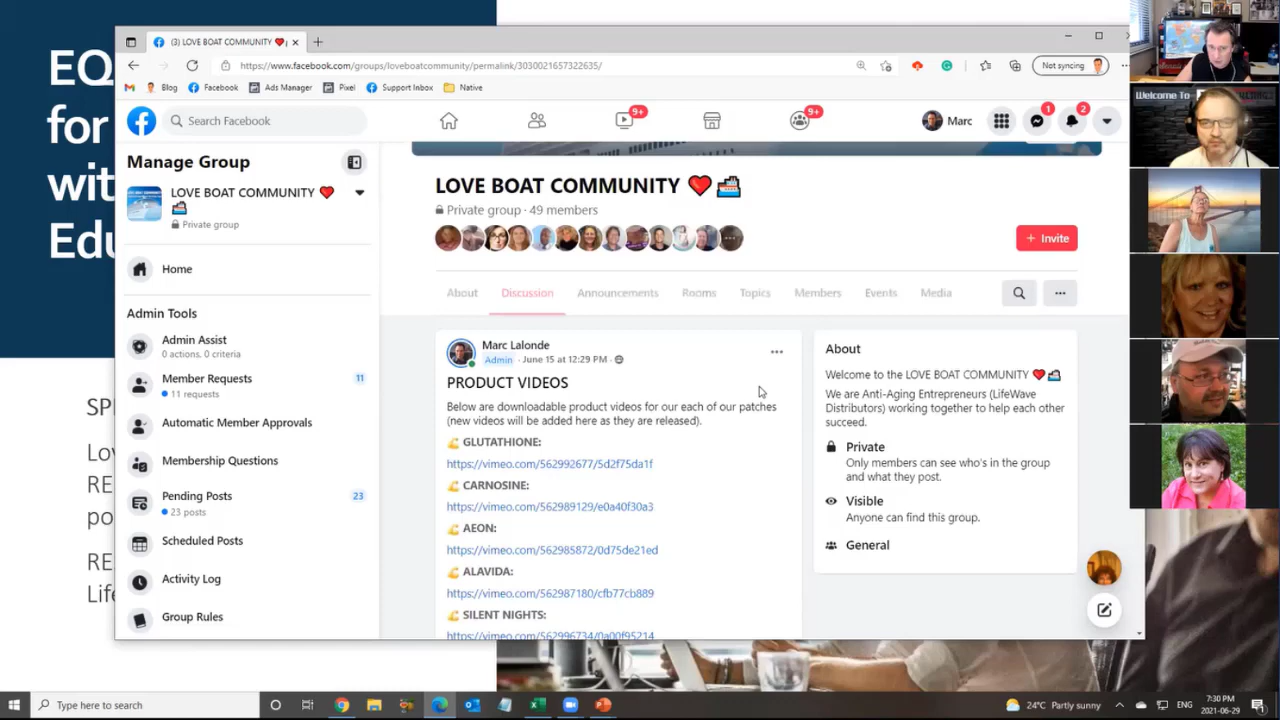 EQ
for
wit
Edu
SP
Lo
RE
po
RE
Lif
(3) LOVE BOAT COMMUNITY ❤️
https://www.facebook.com/groups/loveboatcommunity/permalink/3030021657322635/
Not syncing
Blog
Facebook
Ads Manager
Pixel
Support Inbox
Native
Search Facebook
9+
9+
Marc
1
2
Manage Group
LOVE BOAT COMMUNITY ❤️
🚢
Private group
Home
Admin Tools
Admin Assist
0 actions, 0 criteria
Member Requests
11
11 requests
Automatic Member Approvals
Membership Questions
Pending Posts
23
23 posts
Scheduled Posts
Activity Log
Group Rules
LOVE BOAT COMMUNITY ❤️🚢
Private group · 49 members
+ Invite
About
Discussion
Announcements
Rooms
Topics
Members
Events
Media
Marc Lalonde
Admin · June 15 at 12:29 PM ·
PRODUCT VIDEOS
Below are downloadable product videos for our each of our patches
(new videos will be added here as they are released).
GLUTATHIONE:
https://vimeo.com/562992677/5d2f75da1f
CARNOSINE:
https://vimeo.com/562989129/e0a40f30a3
AEON:
https://vimeo.com/562985872/0d75de21ed
ALAVIDA:
https://vimeo.com/562987180/cfb77cb889
SILENT NIGHTS:
https://vimeo.com/562996734/0a00f95214
About
Welcome to the LOVE BOAT COMMUNITY ❤️🚢
We are Anti-Aging Entrepreneurs (LifeWave
Distributors) working together to help each other
succeed.
Private
Only members can see who's in the group
and what they post.
Visible
Anyone can find this group.
General
Welcome To
Type here to search
24°C Partly sunny
ENG
7:30 PM
2021-06-29
1